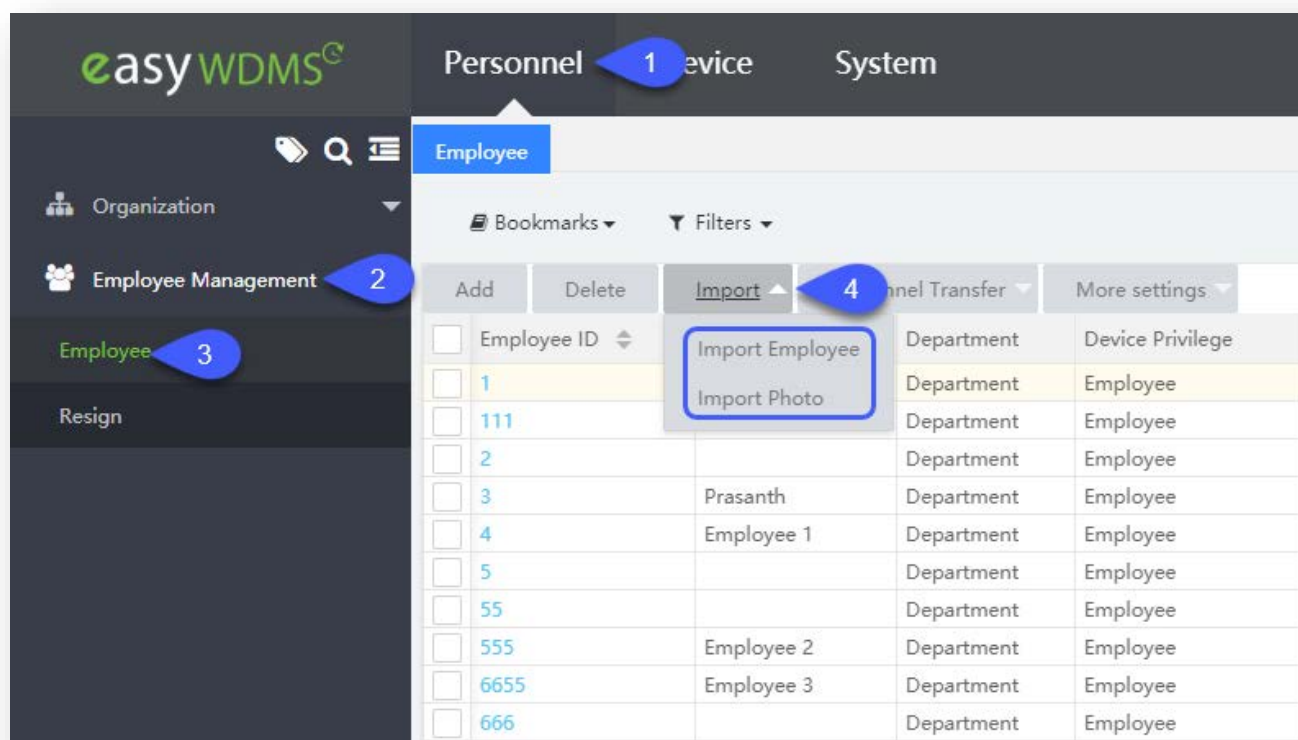 easy WDMS
Personnel 1 evice System
Employee
Organization
Bookmarks Filters
Employee Management 2
Add Delete Import 4 nnel Transfer More settings
Employee ID Department Device Privilege
Import Employee
Employee 3
Import Photo
1 Department Employee
Resign
111 Department Employee
2 Department Employee
3 Prasanth Department Employee
4 Employee 1 Department Employee
5 Department Employee
55 Department Employee
555 Employee 2 Department Employee
6655 Employee 3 Department Employee
666 Department Employee